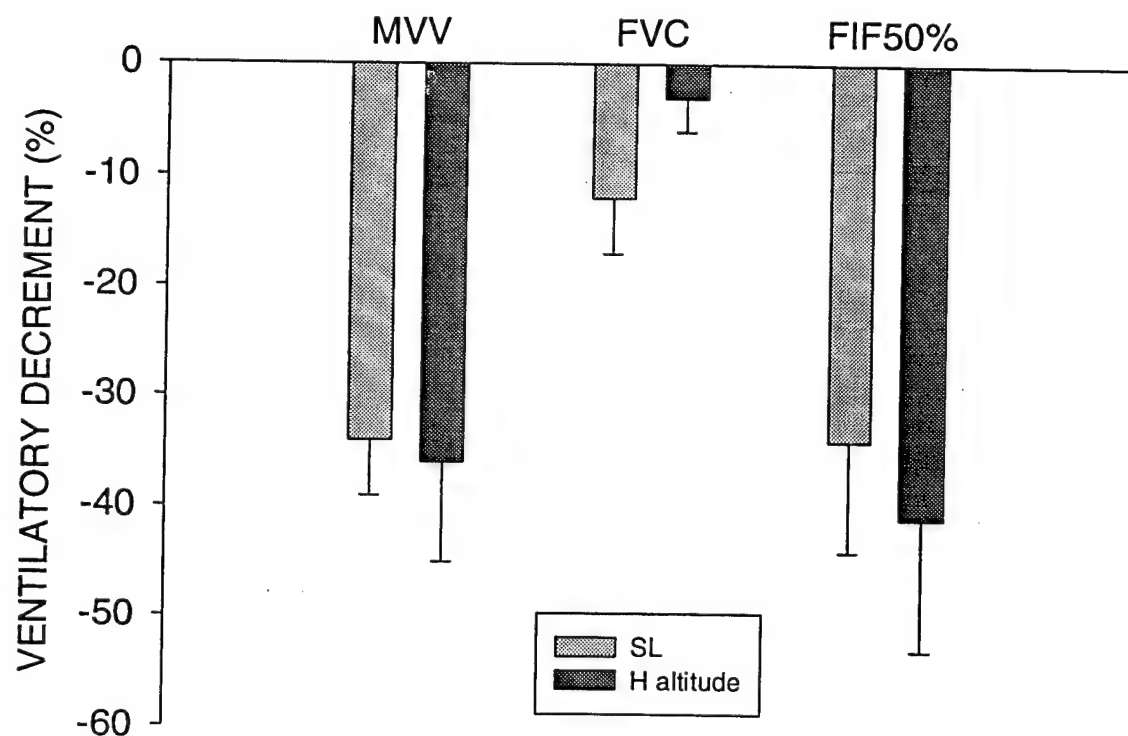 MVV FVC FIF50%
0
-10
-20
-30
-40
-50
-60
VENTILATORY DECREMENT (%)
SL
H altitude